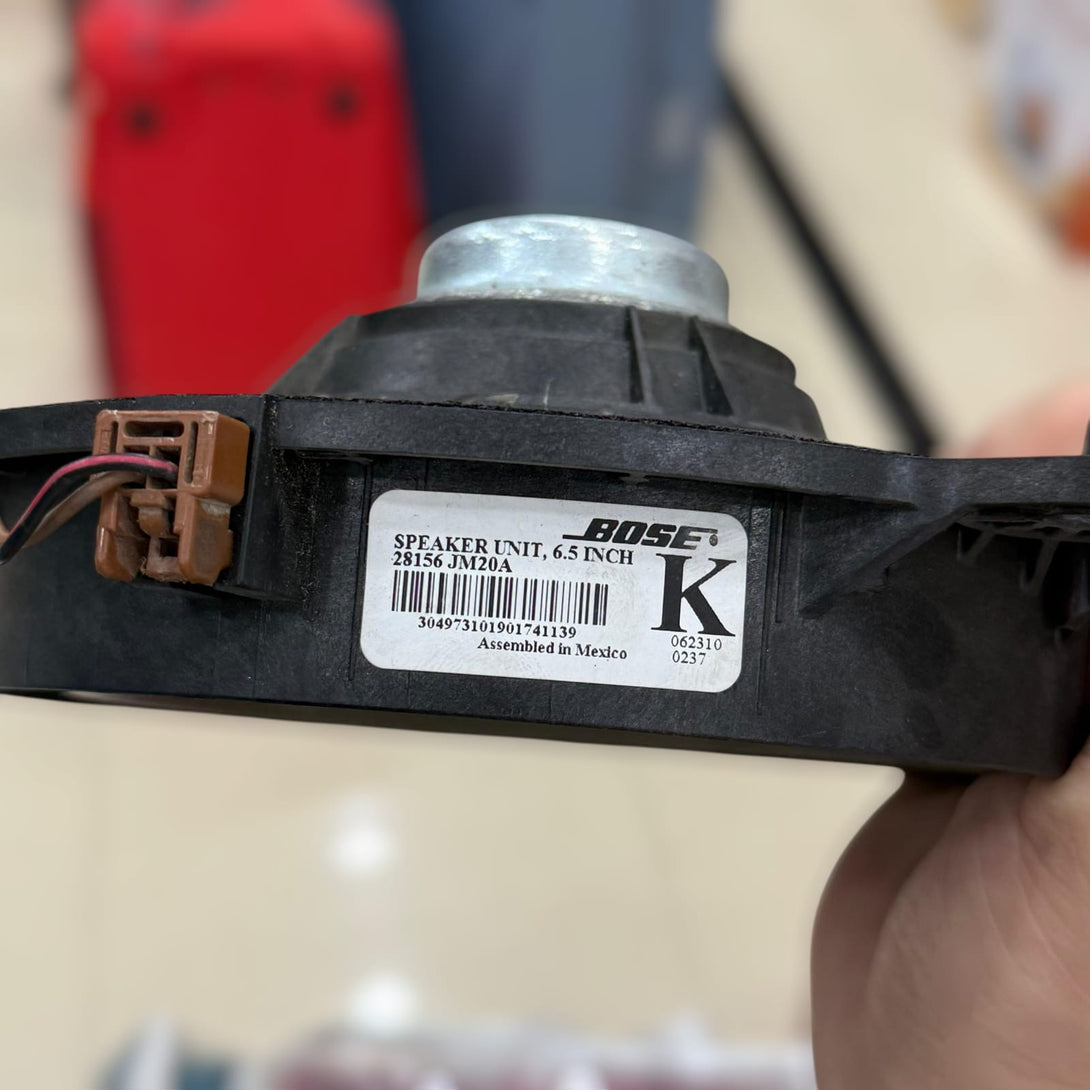 BOSE
SPEAKER UNIT, 6.5 INCH
28156 JM20A
K
304973101901741139
062310
Assembled in Mexico
0237